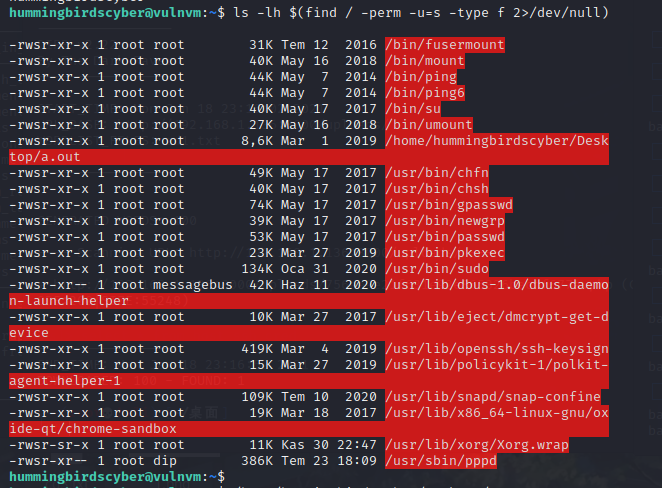 hummingbirdscyber@vulnvm:~$ ls -lh $(find / -perm -u=s -type f 2>/dev/null)
-rwsr-xr-x 1 root root 31K Tem 12 2016 /bin/fusermount
-rwsr-xr-x 1 root root 40K May 16 2018 /bin/mount
-rwsr-xr-x 1 root root 44K May 7 2014 /bin/ping
-rwsr-xr-x 1 root root 44K May 7 2014 /bin/ping6
-rwsr-xr-x 1 root root 40K May 17 2017 /bin/su
-rwsr-xr-x 1 root root 27K May 16 2018 /bin/umount
-rwsr-xr-x 1 root root 8,6K Mar 1 2019 /home/hummingbirdscyber/Desk
top/a.out
-rwsr-xr-x 1 root root 49K May 17 2017 /usr/bin/chfn
-rwsr-xr-x 1 root root 40K May 17 2017 /usr/bin/chsh
-rwsr-xr-x 1 root root 74K May 17 2017 /usr/bin/gpasswd
-rwsr-xr-x 1 root root 39K May 17 2017 /usr/bin/newgrp
-rwsr-xr-x 1 root root 53K May 17 2017 /usr/bin/passwd
-rwsr-xr-x 1 root root 23K Mar 27 2019 /usr/bin/pkexec
-rwsr-xr-x 1 root root 134K Oca 31 2020 /usr/bin/sudo
-rwsr-xr-- 1 root messagebus 42K Haz 11 2020 /usr/lib/dbus-1.0/dbus-daemo
n-launch-helper
-rwsr-xr-x 1 root root 10K Mar 27 2017 /usr/lib/eject/dmcrypt-get-d
evice
-rwsr-xr-x 1 root root 419K Mar 4 2019 /usr/lib/openssh/ssh-keysign
-rwsr-xr-x 1 root root 15K Mar 27 2019 /usr/lib/policykit-1/polkit-
agent-helper-1
-rwsr-xr-x 1 root root 109K Tem 10 2020 /usr/lib/snapd/snap-confine
-rwsr-xr-x 1 root root 19K Mar 18 2017 /usr/lib/x86_64-linux-gnu/ox
ide-qt/chrome-sandbox
-rwsr-sr-x 1 root root 11K Kas 30 22:47 /usr/lib/xorg/Xorg.wrap
-rwsr-xr-- 1 root dip 386K Tem 23 18:09 /usr/sbin/pppd
hummingbirdscyber@vulnvm:~$